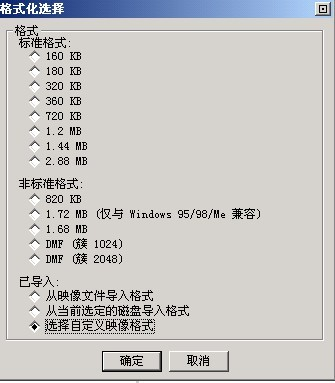 格式化选择
格式
标准格式:
160 KB
180 KB
320 KB
360 KB
720 KB
1.2 MB
1.44 MB
2.88 MB
非标准格式:
820 KB
1.72 MB (仅与 Windows 95/98/Me 兼容)
1.68 MB
DMF (簇 1024)
DMF (簇 2048)
已导入:
从映像文件导入格式
从当前选定的磁盘导入格式
选择自定义映像格式
确定 取消